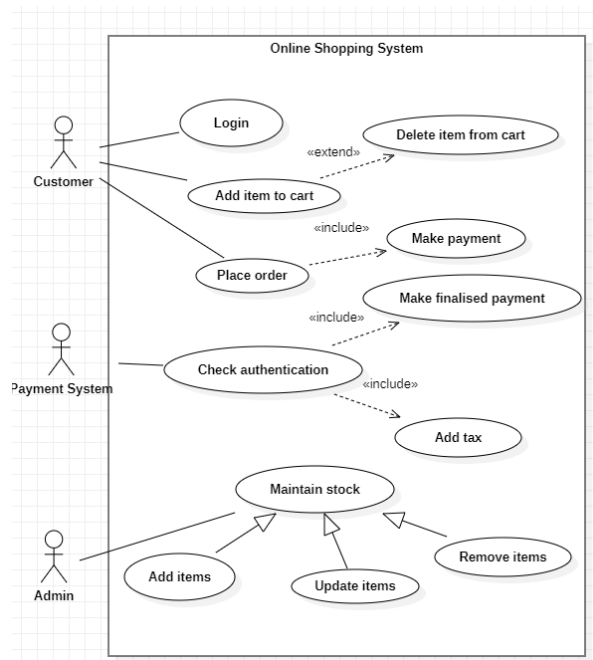 Online Shopping System
Login
Delete item from cart
«extend»
Customer
Add item to cart
«include»
Make payment
Place order
Make finalised payment
«include»
Payment System
Check authentication
«include»
Add tax
Maintain stock
Admin
Add items
Update items
Remove items